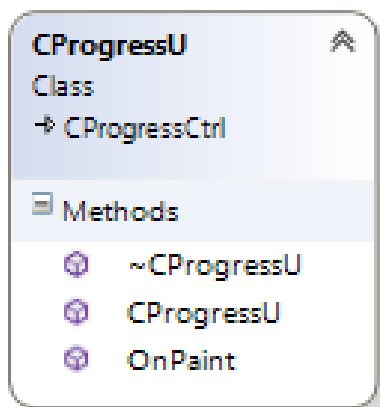 CProgressU
Class
CProgressCtrl
Methods
~CProgressU
CProgressU
OnPaint